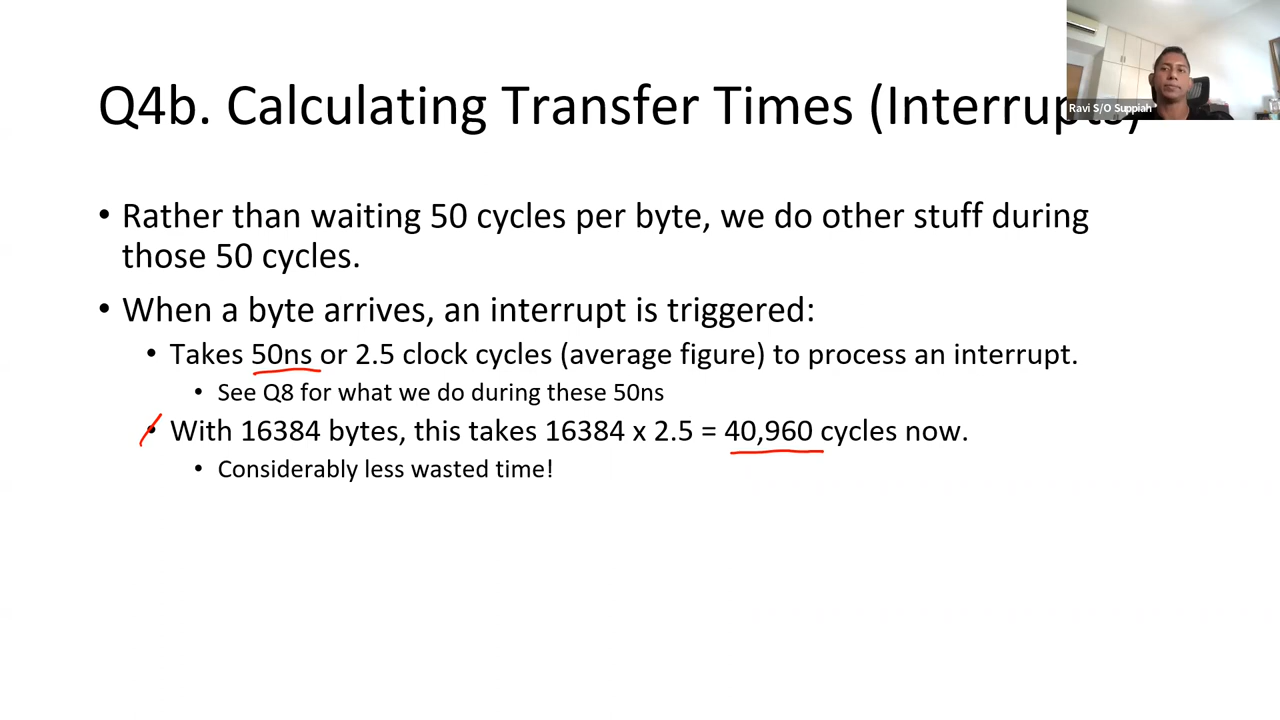 Q4b. Calculating Transfer Times (Interrupts)
Ravi S/O Suppiah
• Rather than waiting 50 cycles per byte, we do other stuff during
those 50 cycles.
• When a byte arrives, an interrupt is triggered:
• Takes 50ns or 2.5 clock cycles (average figure) to process an interrupt.
• See Q8 for what we do during these 50ns
• With 16384 bytes, this takes 16384 x 2.5 = 40,960 cycles now.
• Considerably less wasted time!